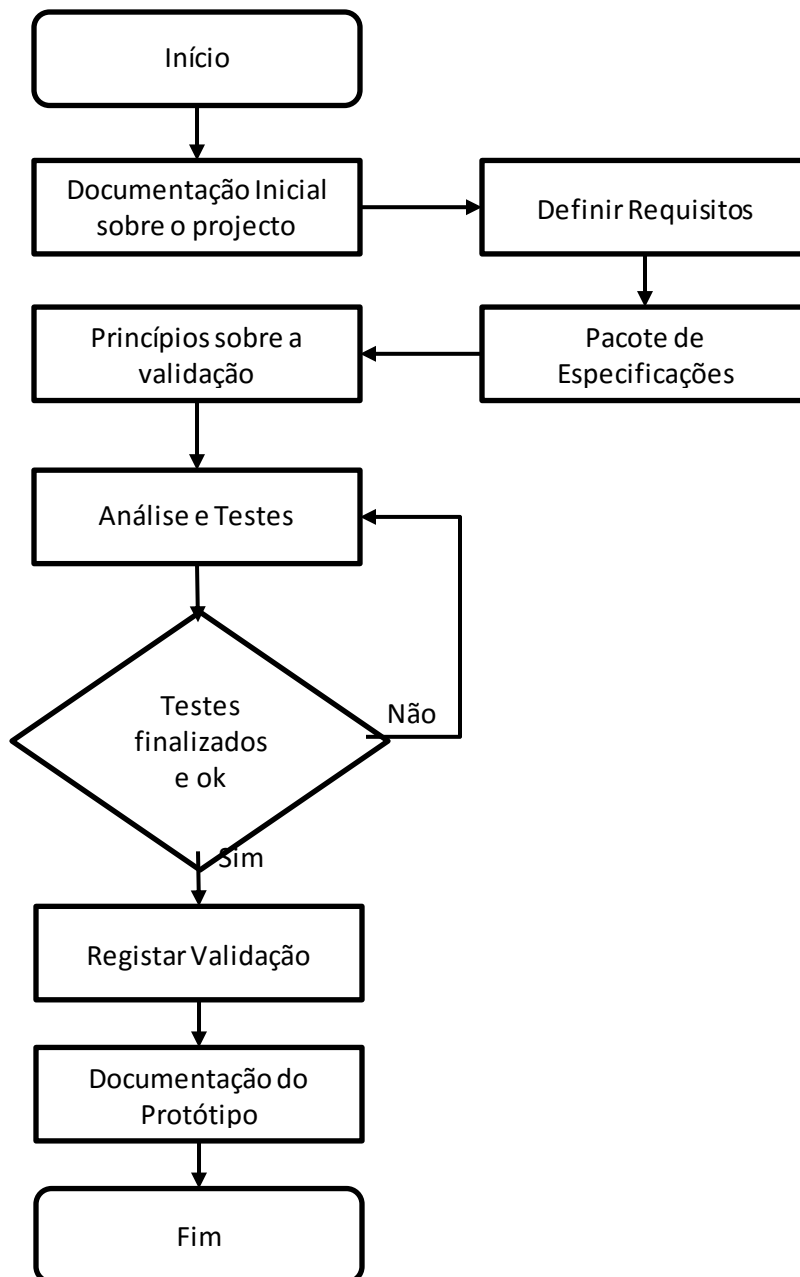 Início
Documentação Inicial
sobre o projecto
Definir Requisitos
Pacote de
Especificações
Princípios sobre a
validação
Análise e Testes
Testes
finalizados
e ok
Não
Sim
Registar Validação
Documentação do
Protótipo
Fim